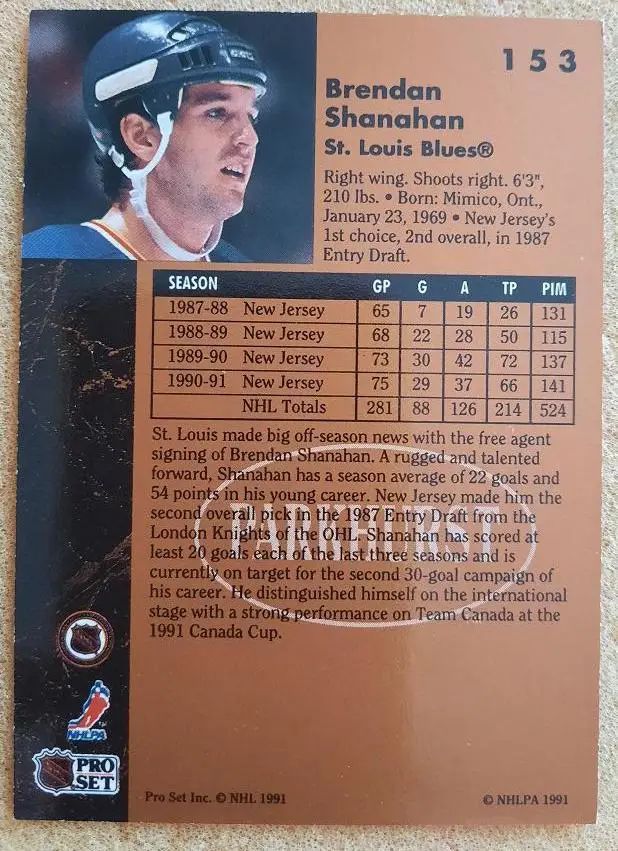 153
Brendan
Shanahan
St. Louis Blues®
Right wing. Shoots right. 6'3",
210 lbs. • Born: Mimico, Ont.,
January 23, 1969 • New Jersey's
1st choice, 2nd overall, in 1987
Entry Draft.
SEASON GP G A TP PIM
1987-88 New Jersey 65 7 19 26 131
1988-89 New Jersey 68 22 28 50 115
1989-90 New Jersey 73 30 42 72 137
1990-91 New Jersey 75 29 37 66 141
NHL Totals 281 88 126 214 524
St. Louis made big off-season news with the free agent
signing of Brendan Shanahan. A rugged and talented
forward, Shanahan has a season average of 22 goals and
54 points in his young career. New Jersey made him the
second overall pick in the 1987 Entry Draft from the
London Knights of the OHL. Shanahan has scored at
least 20 goals each of the last three seasons and is
currently on target for the second 30-goal campaign of
his career. He distinguished himself on the international
stage with a strong performance on Team Canada at the
1991 Canada Cup.
PARKHURST
NHLPA
PRO
SET
Pro Set Inc. © NHL 1991
© NHLPA 1991